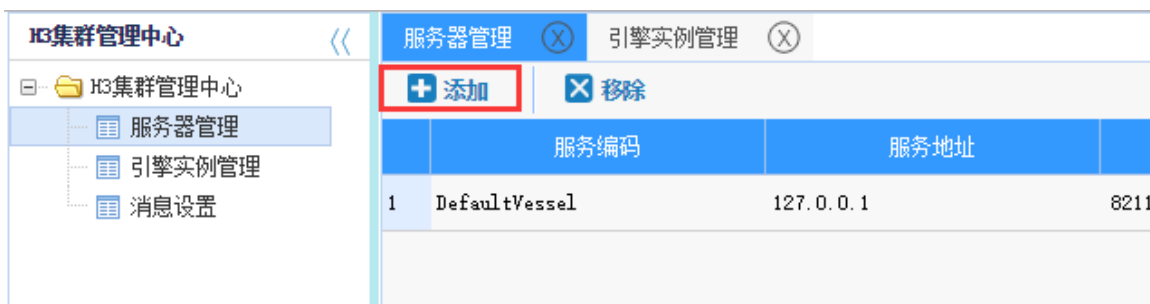 H3集群管理中心
H3集群管理中心
服务器管理
引擎实例管理
消息设置
服务器管理 引擎实例管理
添加 移除
服务编码 服务地址
1 DefaultVessel 127.0.0.1 8211